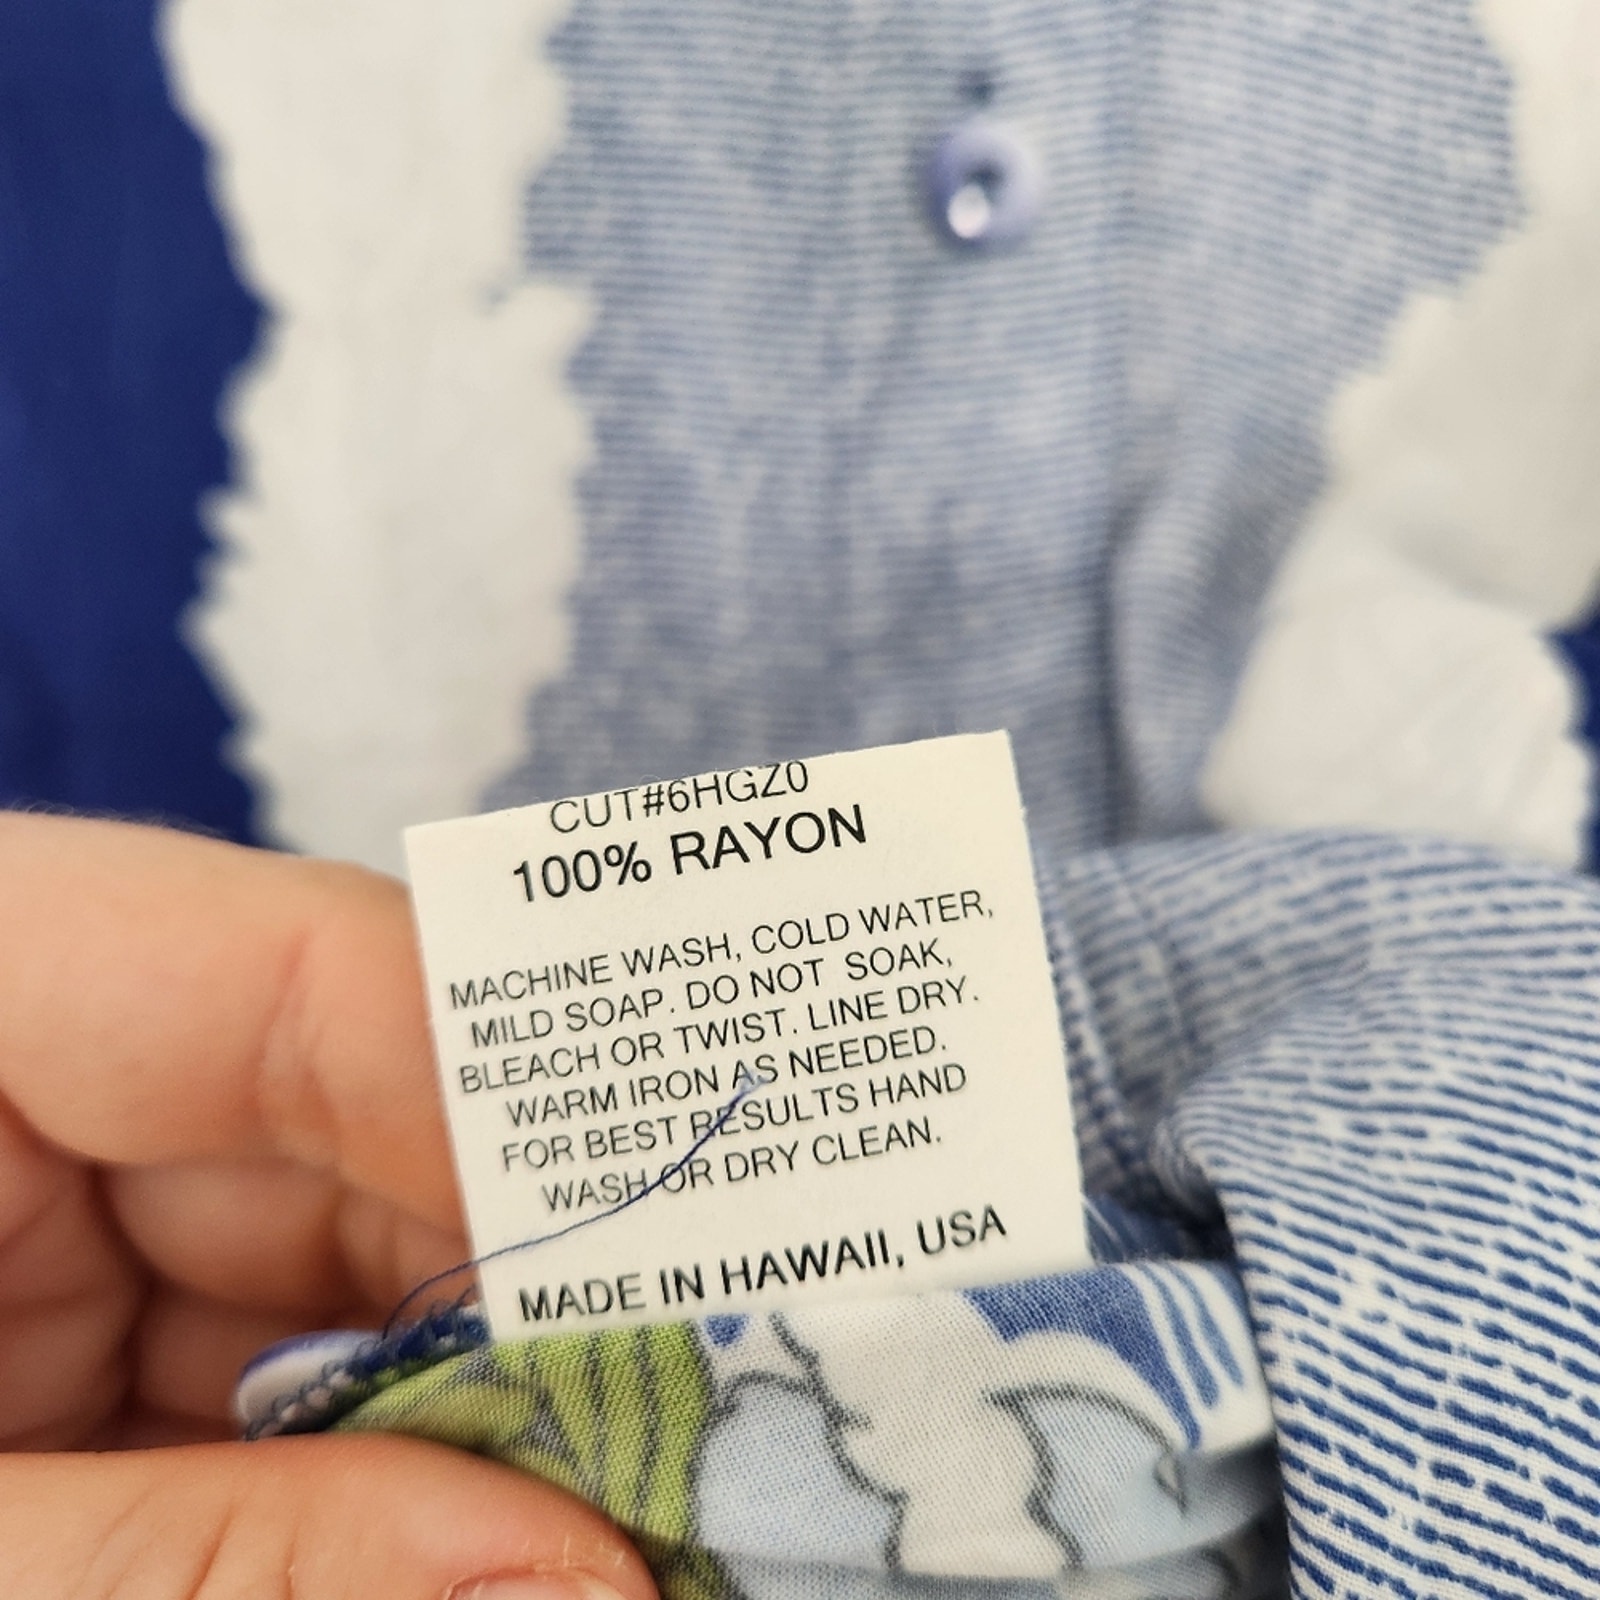 CUT#6HGZ0
100% RAYON
MACHINE WASH, COLD WATER,
MILD SOAP. DO NOT SOAK,
BLEACH OR TWIST. LINE DRY.
WARM IRON AS NEEDED.
FOR BEST RESULTS HAND
WASH OR DRY CLEAN.
MADE IN HAWAII, USA